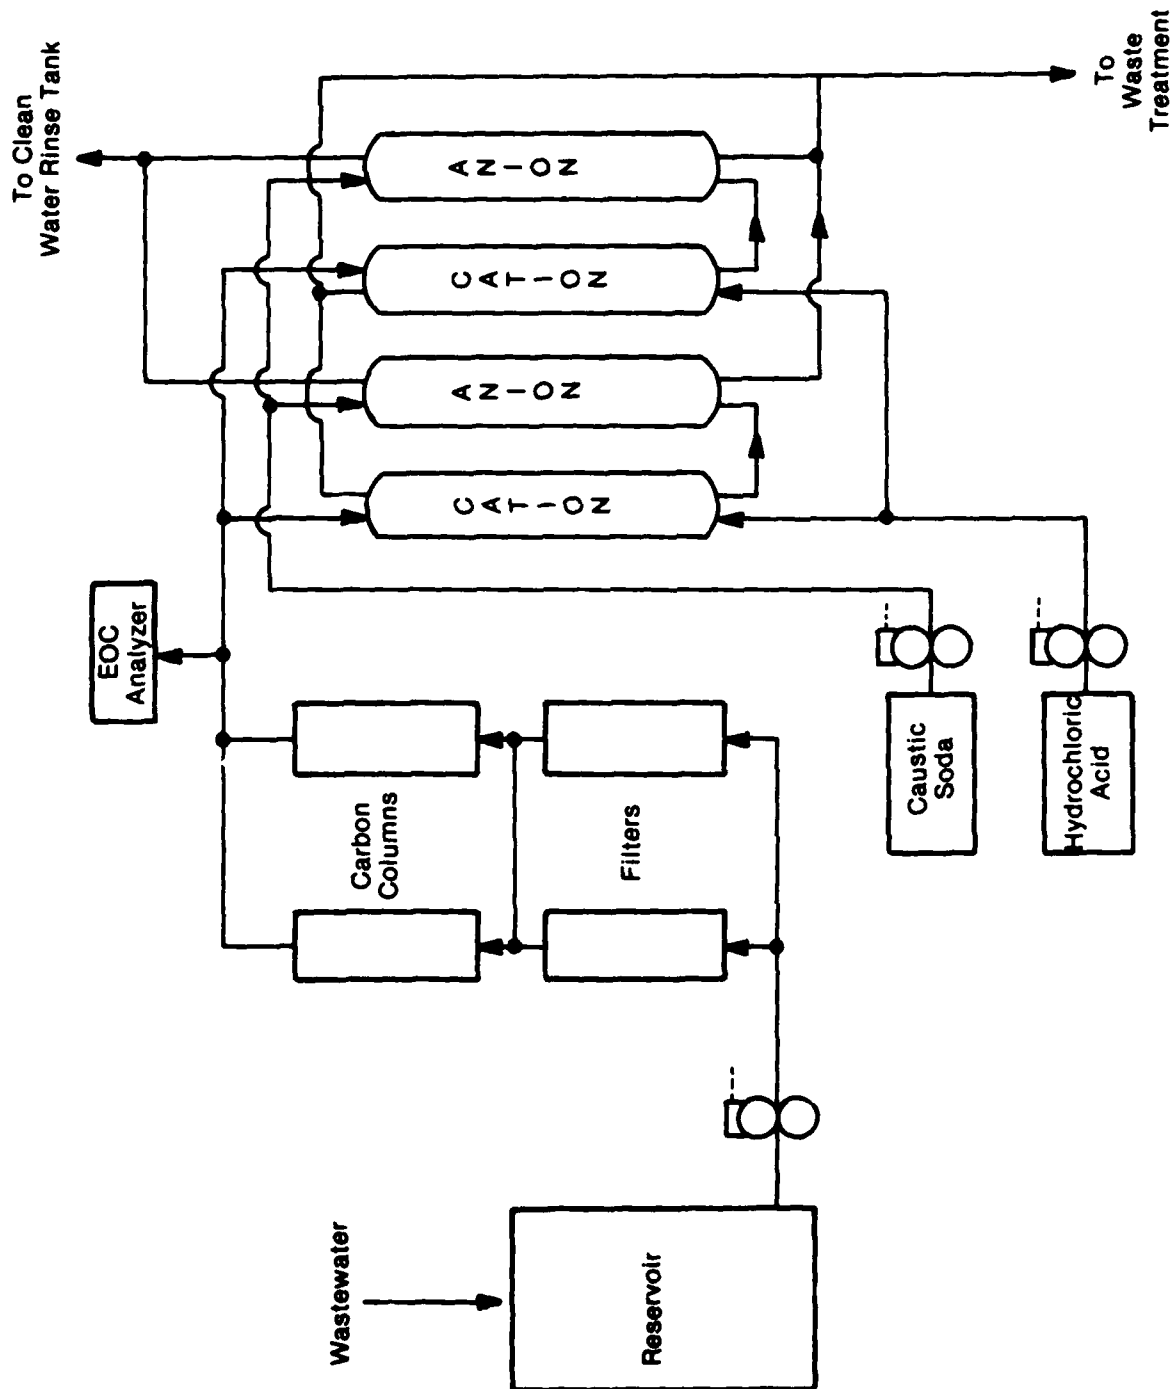 To Clean
Water Rinse Tank
EOC
Analyzer
CATION
ANION
CATION
ANION
Wastewater
Carbon
Columns
Filters
Reservoir
Caustic
Soda
Hydrochloric
Acid
To
Waste
Treatment